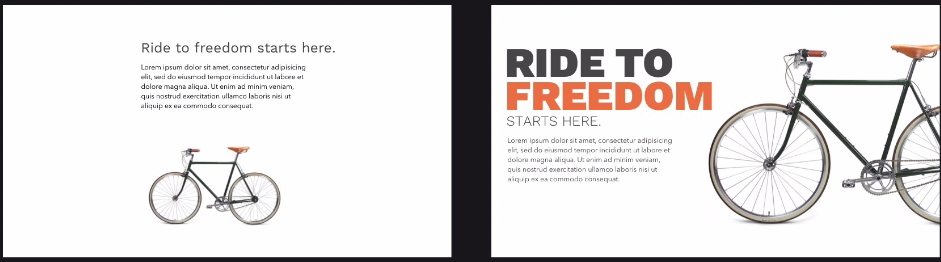 Ride to freedom starts here.
Lorem ipsum dolor sit amet, consectetur adipisicing
elit, sed do eiusmod tempor incididunt ut labore et
dolore magna aliqua. Ut enim ad minim veniam,
quis nostrud exercitation ullamco laboris nisi ut
aliquip ex ea commodo consequat.
RIDE TO
FREEDOM
STARTS HERE.
Lorem ipsum dolor sit amet, consectetur adipisicing
elit, sed do eiusmod tempor incididunt ut labore et
dolore magna aliqua. Ut enim ad minim veniam,
quis nostrud exercitation ullamco laboris nisi ut
aliquip ex ea commodo consequat.